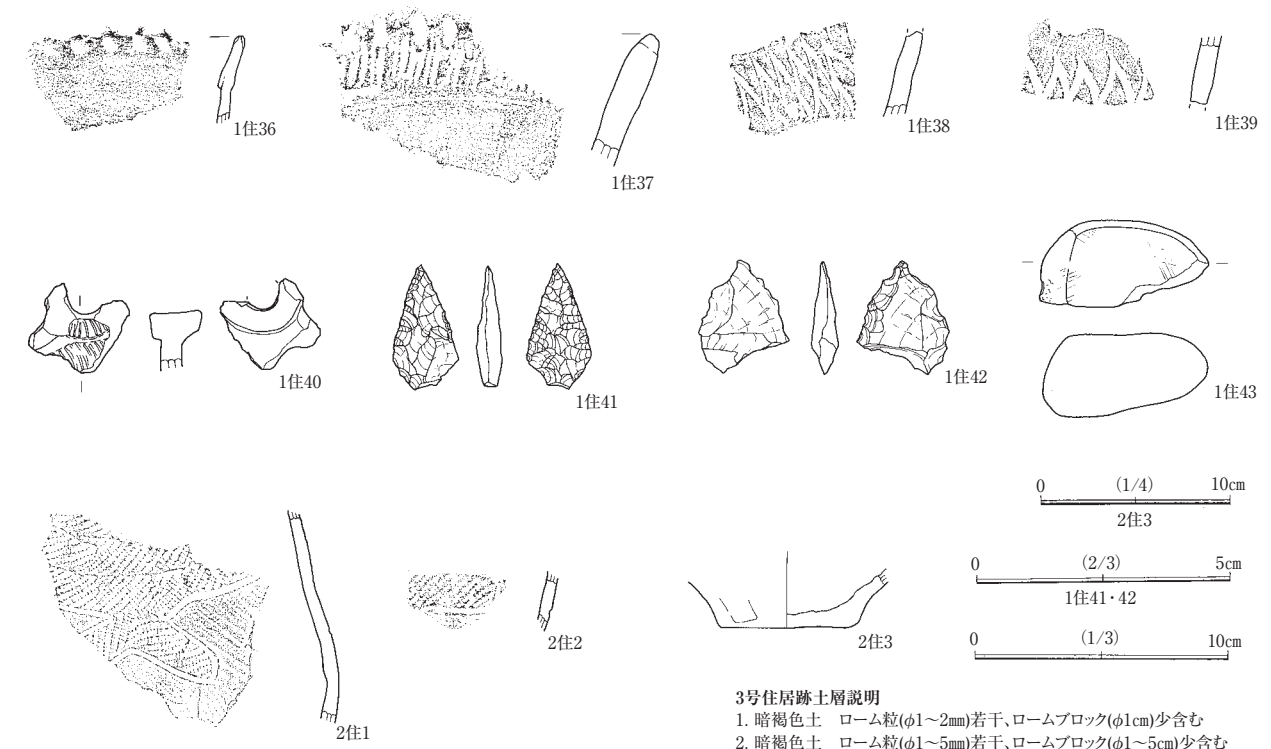 1住36
1住37
1住38
1住39
1住40
1住41
1住42
1住43
0 (1/4) 10cm
2住3
0 (2/3) 5cm
1住41・42
0 (1/3) 10cm
2住1
2住2
2住3
3号住居跡土層説明
1. 暗褐色土 ローム粒(φ1～2㎜)若干、ロームブロック(φ1㎝)少含む
2. 暗褐色土 ローム粒(φ1～5㎜)若干、ロームブロック(φ1～5㎝)少含む